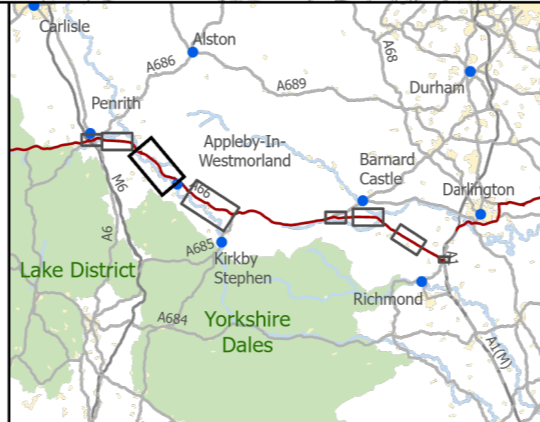 Carlisle
Alston
A68
A686
A689
Durham
Penrith
Appleby-In-
Westmorland
Barnard
Castle
Darlington
M6
A66
A6
A685
A1
Lake District
Kirkby
Stephen
Richmond
A684
Yorkshire
Dales
A1(M)